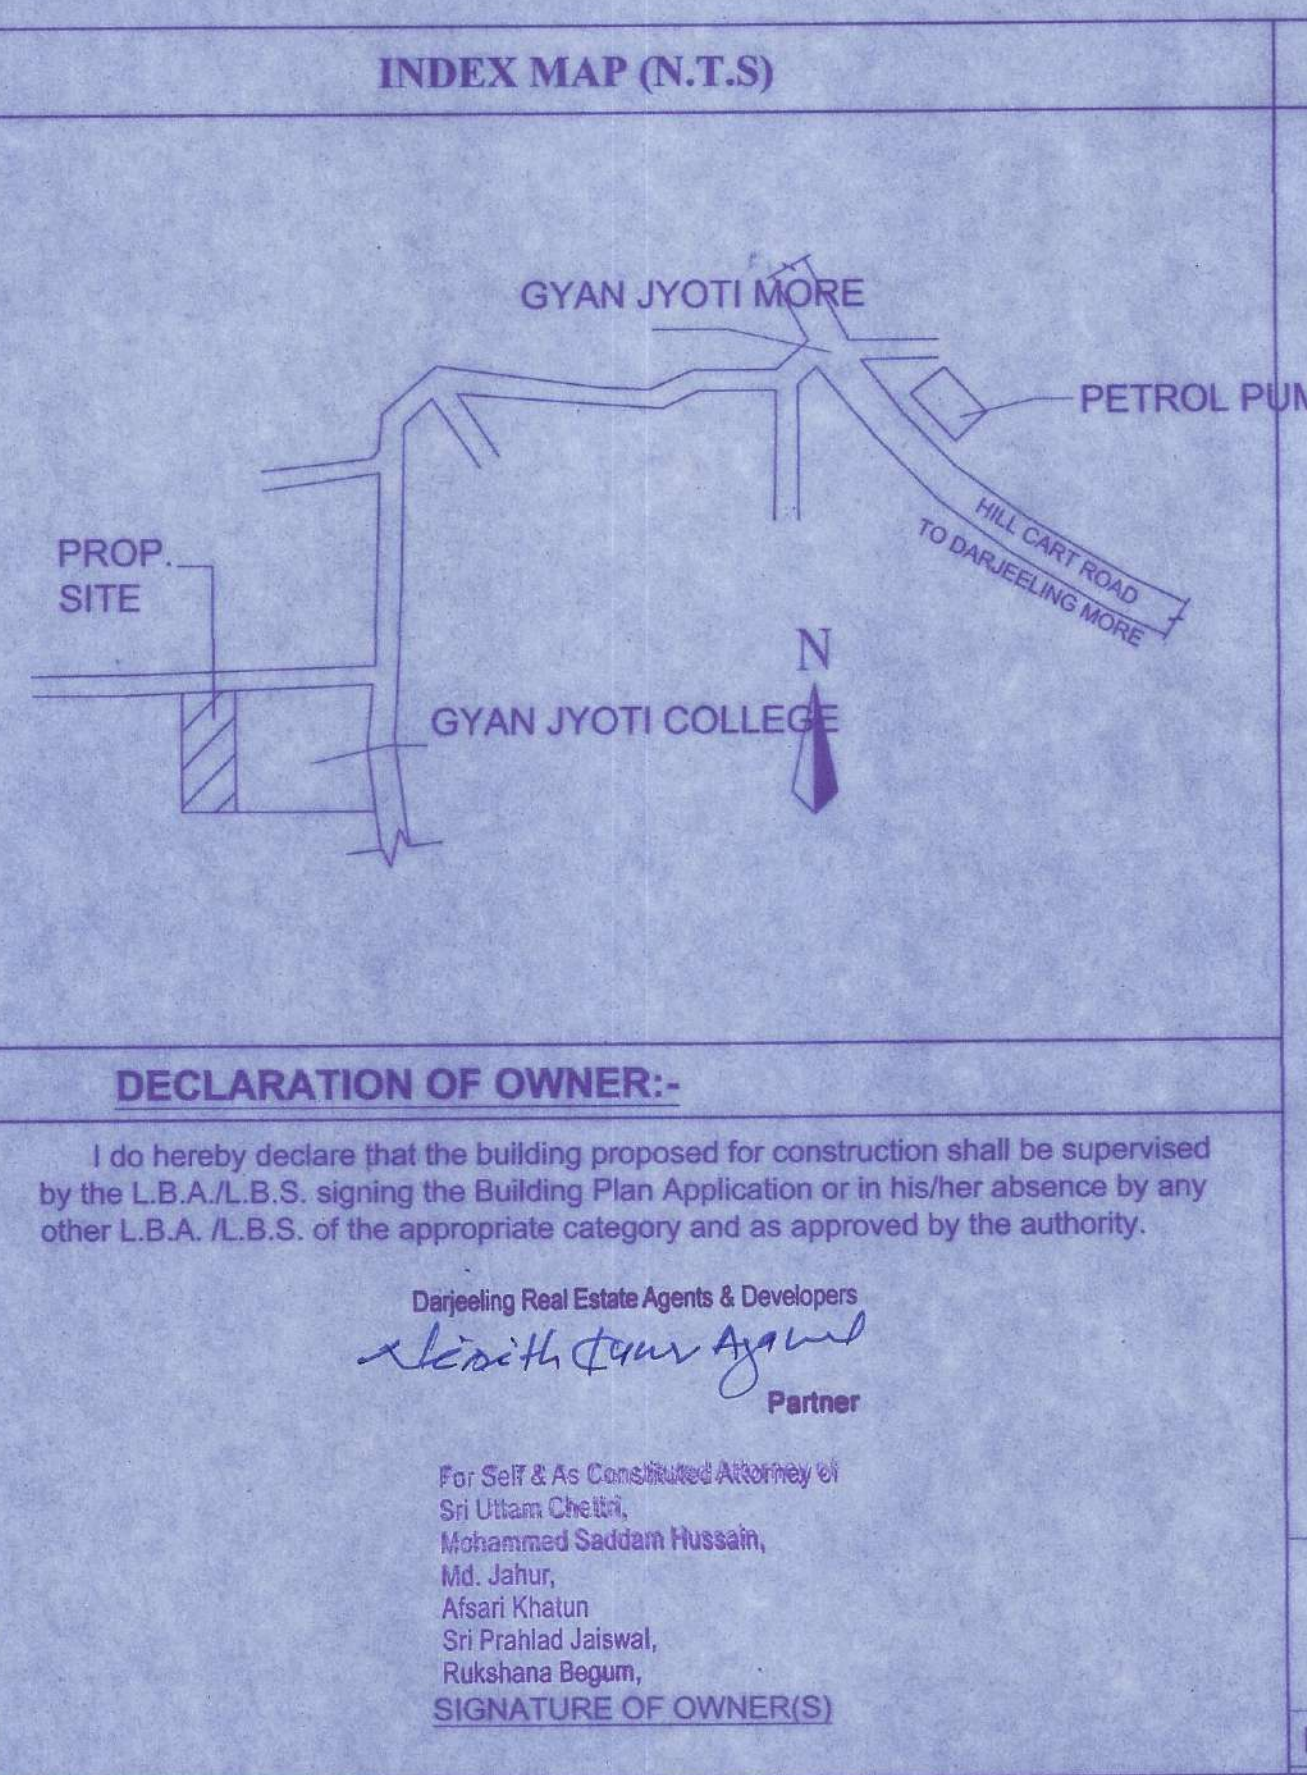 INDEX MAP (N.T.S)
GYAN JYOTI MORE
PETROL PUM
HILL CART ROAD
TO DARJEELING MORE
PROP.
SITE
N
GYAN JYOTI COLLEGE
DECLARATION OF OWNER:-
I do hereby declare that the building proposed for construction shall be supervised
by the L.B.A./L.B.S. signing the Building Plan Application or in his/her absence by any
other L.B.A. /L.B.S. of the appropriate category and as approved by the authority.
Darjeeling Real Estate Agents & Developers
Partner
For Self & As Constituted Attorney of
Sri Uttam Chettri,
Mohammed Saddam Hussain,
Md. Jahur,
Afsari Khatun
Sri Prahlad Jaiswal,
Rukshana Begum,
SIGNATURE OF OWNER(S)